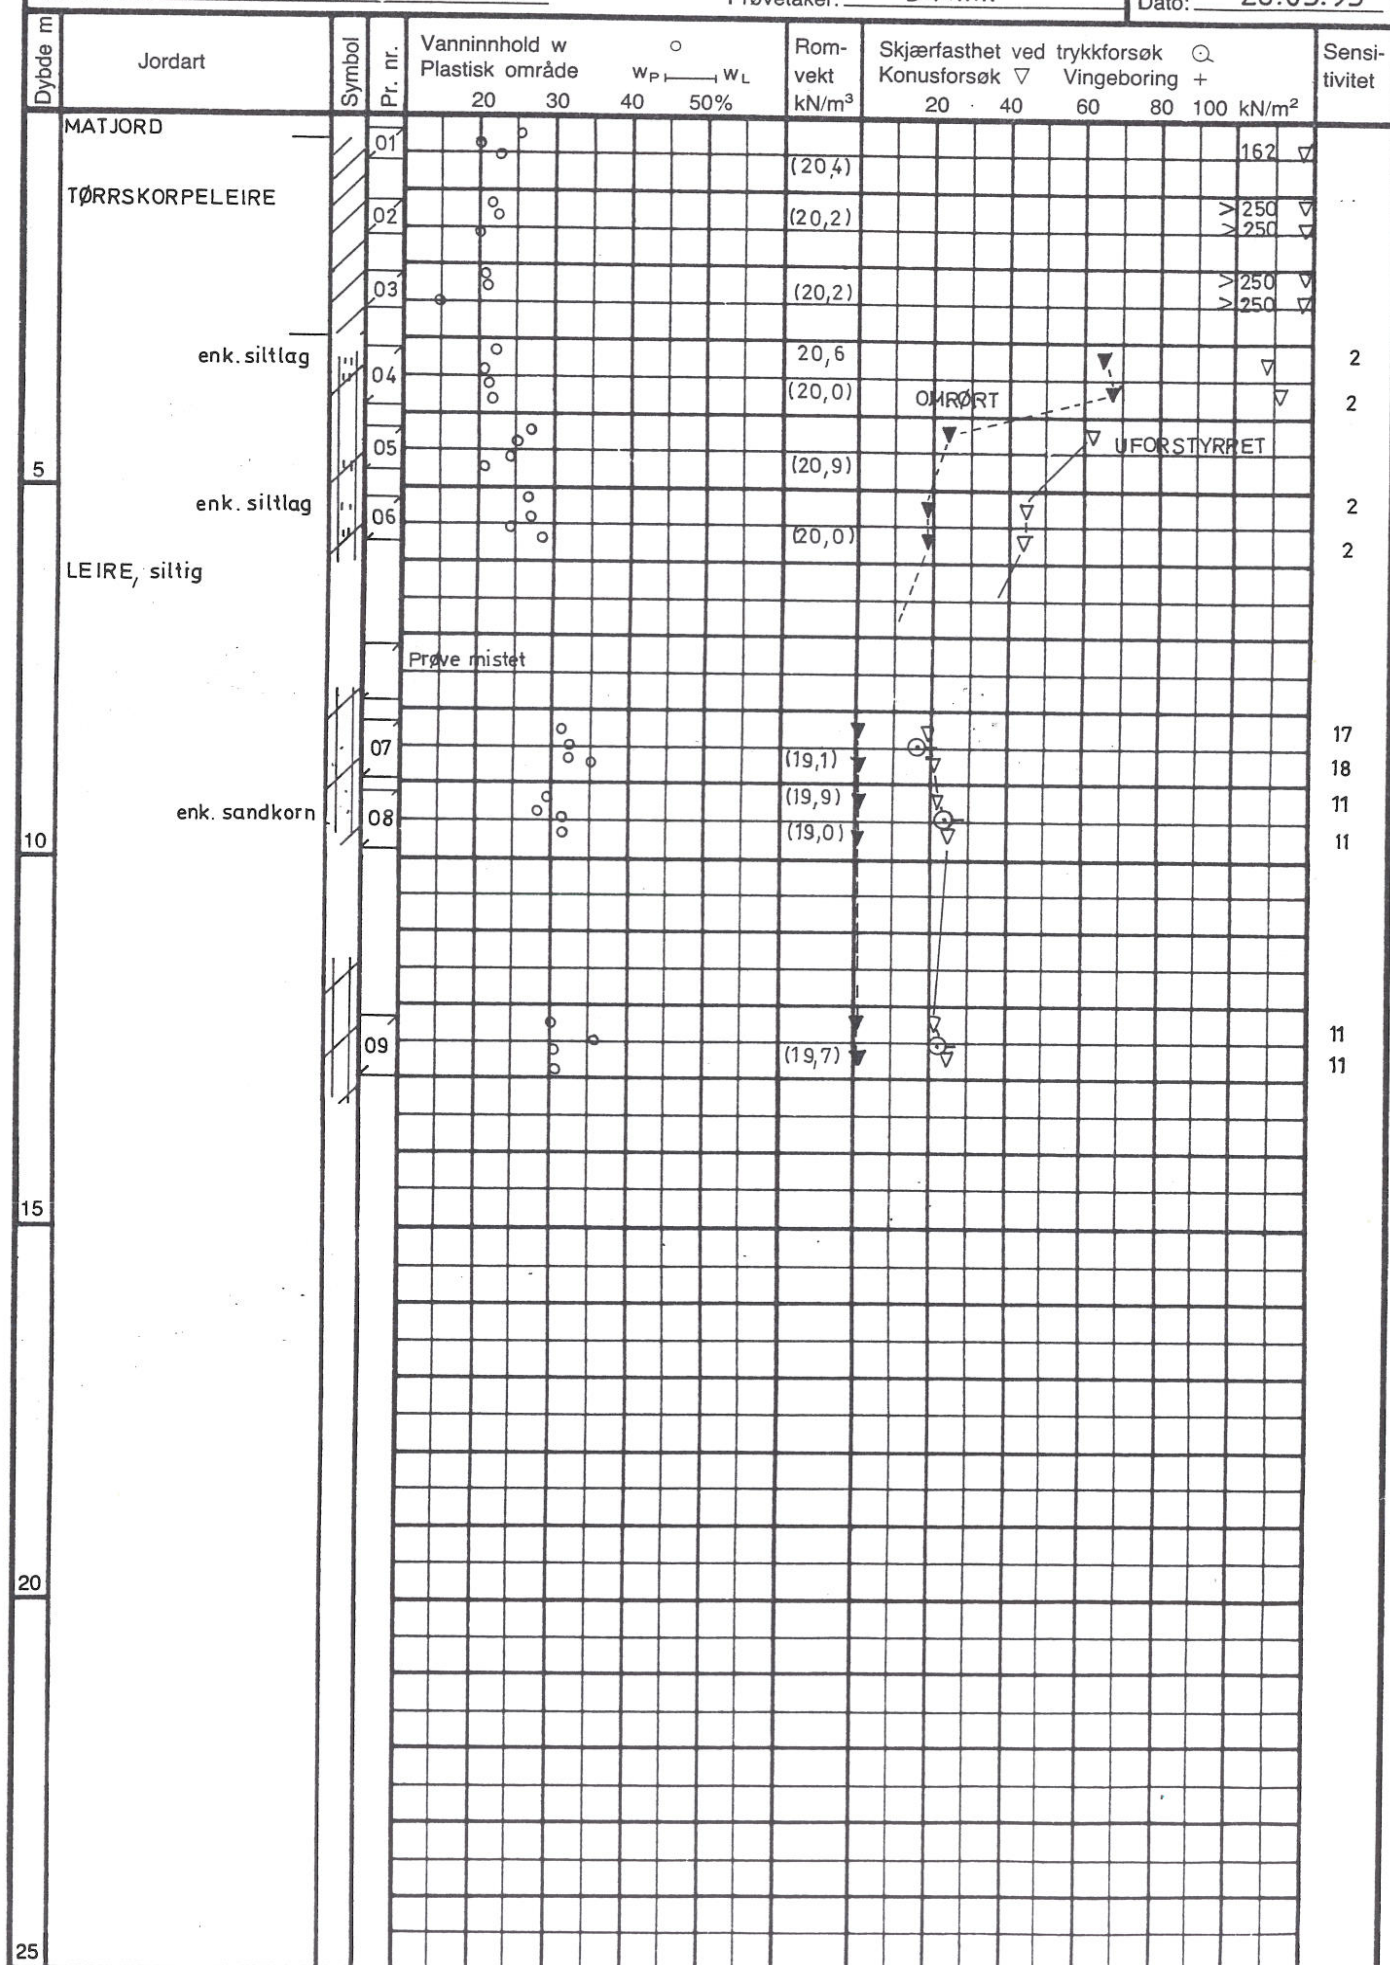 Prøvetaker:
Dato: 28.05.95
Dybde m
Jordart
Symbol
Pr. nr.
Vanninnhold w
Plastisk område wP wL
20 30 40 50%
Rom-
vekt
kN/m³
Skjærfasthet ved trykkforsøk
Konusforsøk ▽ Vingeboring +
20 40 60 80 100 kN/m²
Sensi-
tivitet
MATJORD
01
162
(20,4)
TØRRSKORPELEIRE
02
(20,2)
> 250
> 250
03
(20,2)
> 250
> 250
enk. siltlag
04
20,6
2
(20,0)
OMRØRT
2
05
UFORSTYRRET
5
(20,9)
enk. siltlag
06
2
(20,0)
2
LEIRE, siltig
Prøve mistet
07
17
(19,1)
18
(19,9)
11
enk. sandkorn
08
(19,0)
11
10
09
11
(19,7)
11
15
20
25